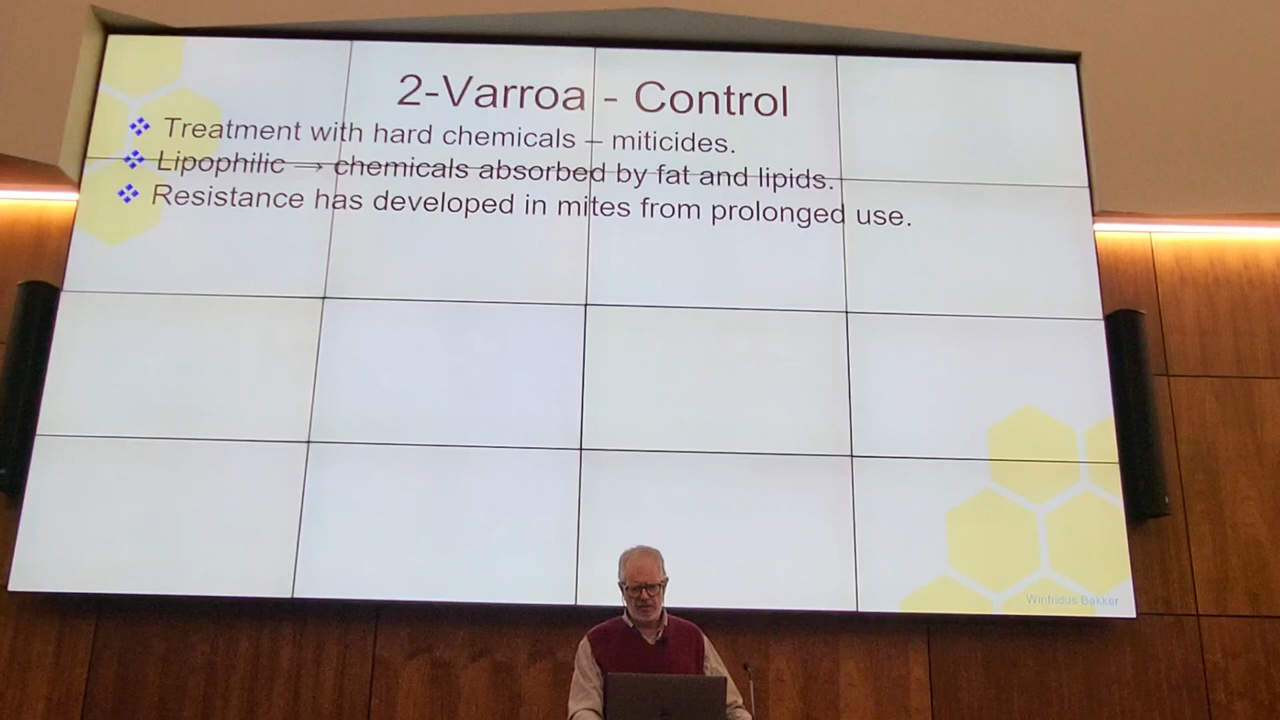 2-Varroa - Control
❖ Treatment with hard chemicals – miticides.
❖ Lipophilic → chemicals absorbed by fat and lipids.
❖ Resistance has developed in mites from prolonged use.
Winfridus Bakker